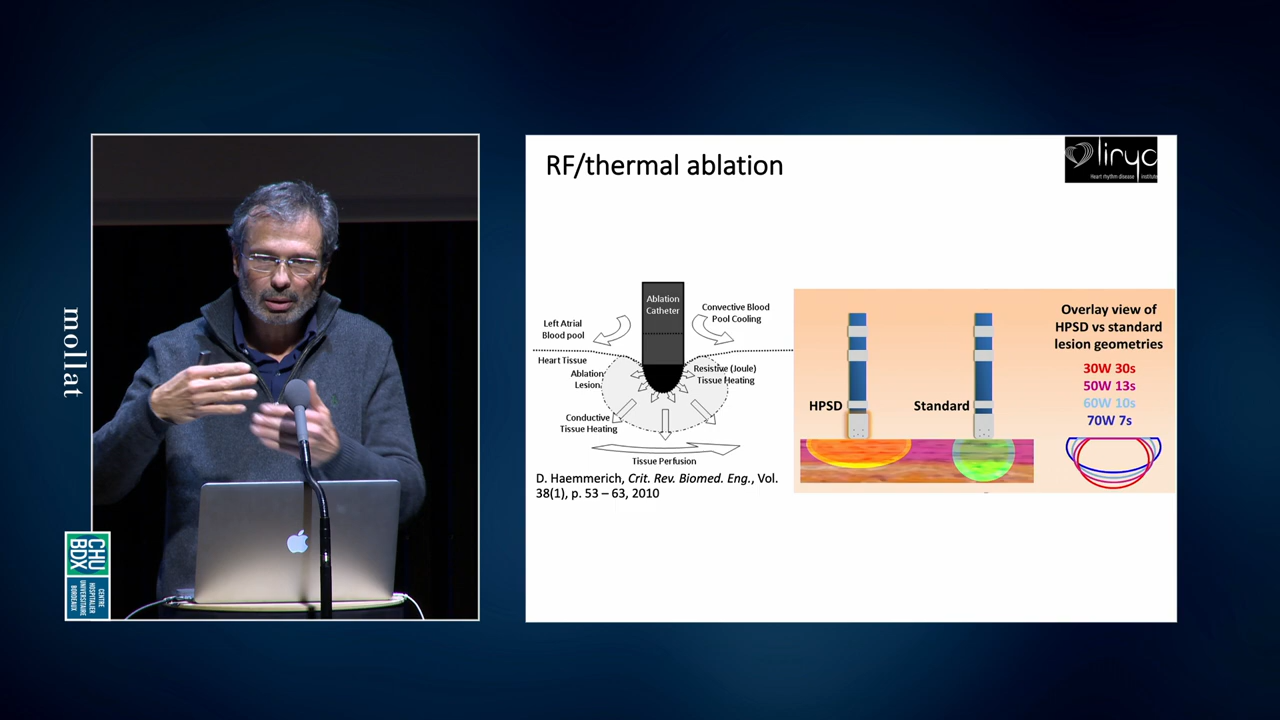 mollat
CHU
BDX
CENTRE
HOSPITALIER
UNIVERSITAIRE
BORDEAUX
RF/thermal ablation
liryc
Heart rhythm disease institute
Ablation
Catheter
Convective Blood
Pool Cooling
Left Atrial
Blood pool
Heart Tissue
Ablation
Lesion
Resistive (Joule)
Tissue Heating
Conductive
Tissue Heating
Tissue Perfusion
D. Haemmerich, Crit. Rev. Biomed. Eng., Vol.
38(1), p. 53 – 63, 2010
HPSD
Standard
Overlay view of
HPSD vs standard
lesion geometries
30W 30s
50W 13s
60W 10s
70W 7s